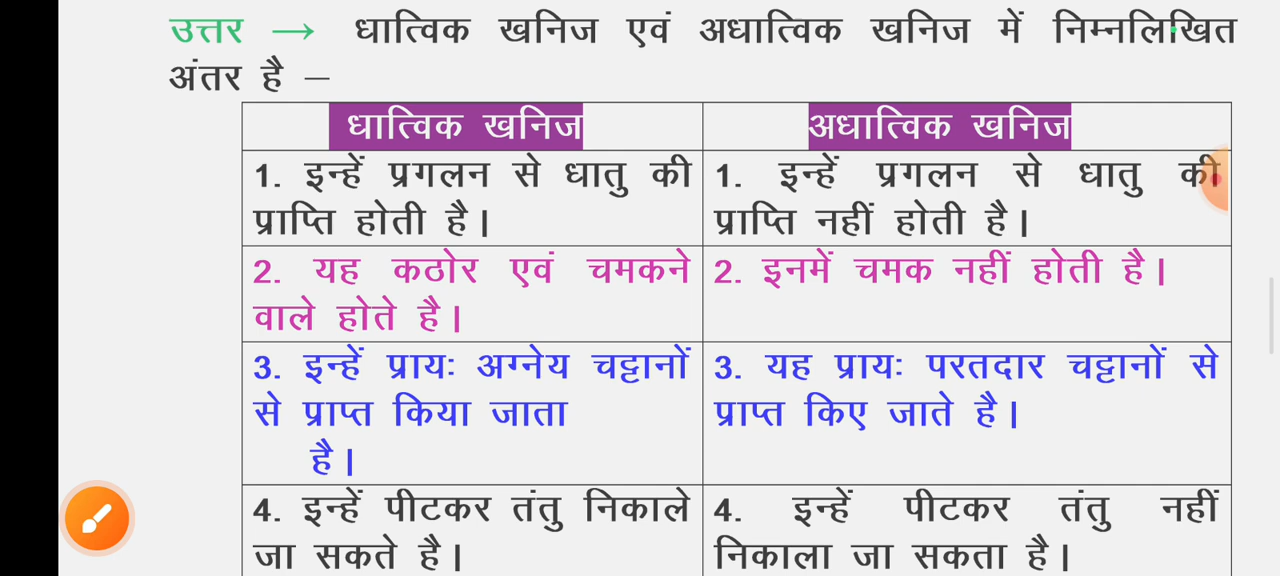 उत्तर → धात्विक खनिज एवं अधात्विक खनिज में निम्नलिखित
अंतर है –
धात्विक खनिज
अधात्विक खनिज
1. इन्हें प्रगलन से धातु की
प्राप्ति होती है।
1. इन्हें प्रगलन से धातु की
प्राप्ति नहीं होती है।
2. यह कठोर एवं चमकने
वाले होते है।
2. इनमें चमक नहीं होती है।
3. इन्हें प्रायः अग्नेय चट्टानों
से प्राप्त किया जाता
है।
3. यह प्रायः परतदार चट्टानों से
प्राप्त किए जाते है।
4. इन्हें पीटकर तंतु निकाले
जा सकते है।
4. इन्हें पीटकर तंतु नहीं
निकाला जा सकता है।